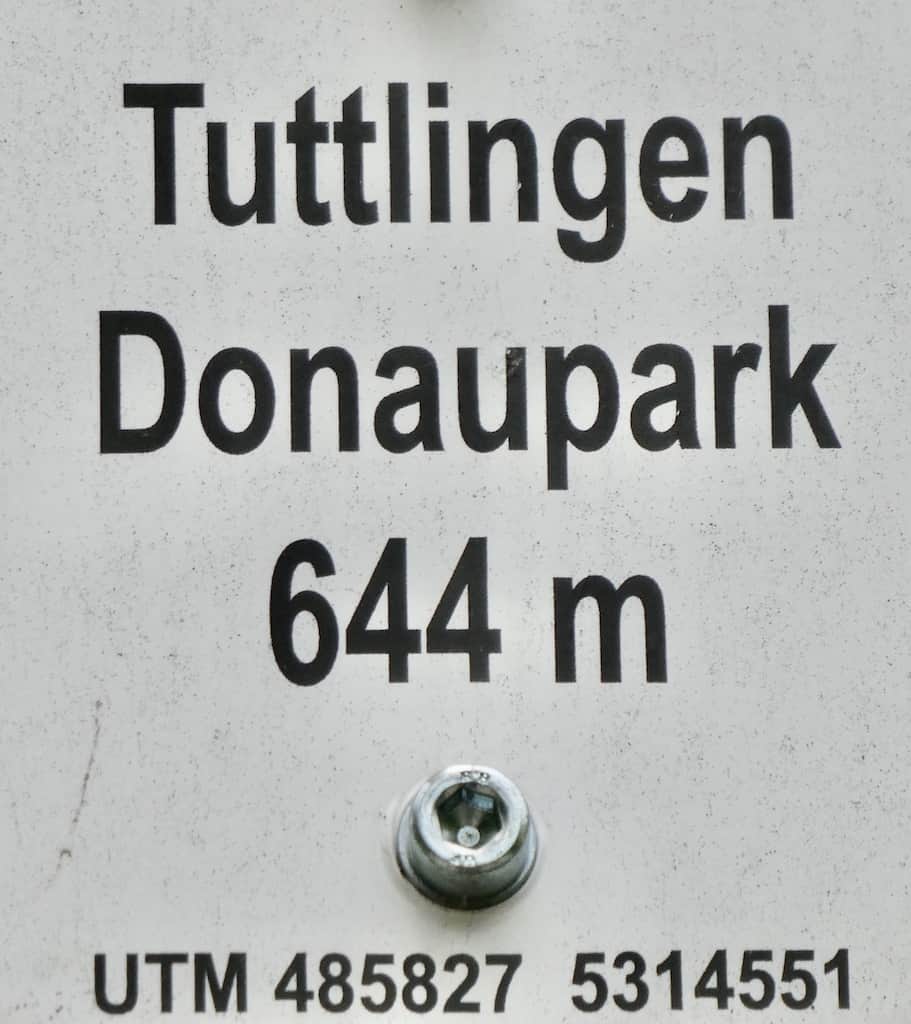 Tuttlingen
Donaupark
644 m
UTM 485827 5314551